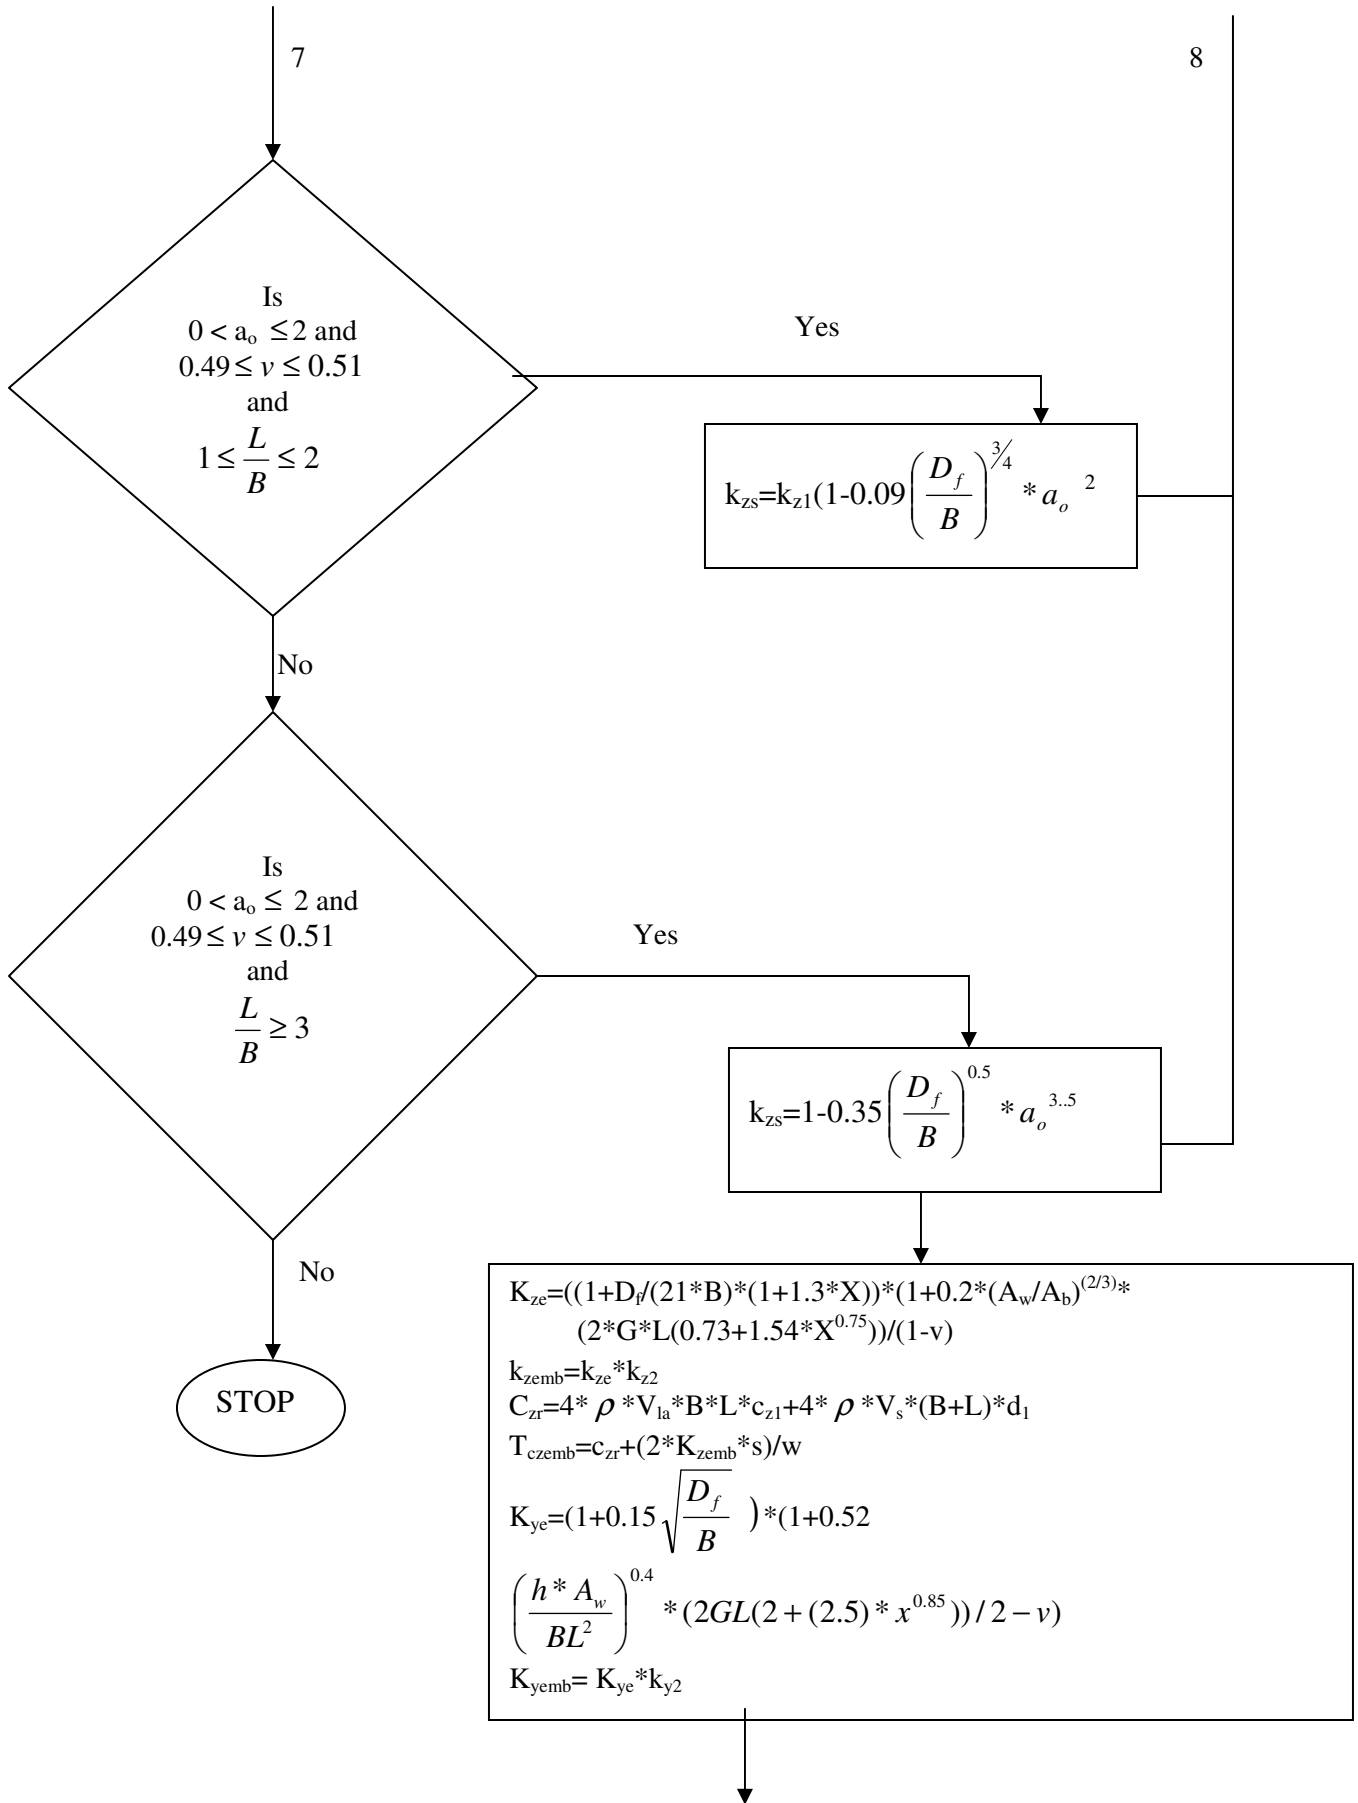 7
8
Is
0 < aₒ ≤2 and
0.49 ≤ v ≤ 0.51
and
1 ≤ L/B ≤ 2
Yes
k_zs=k_z1(1-0.09(D_f/B)^(3/4) * a_o ^2
No
Is
0 < aₒ ≤ 2 and
0.49 ≤ v ≤ 0.51
and
L/B ≥ 3
Yes
k_zs=1-0.35(D_f/B)^0.5 * a_o^3..5
No
STOP
K_ze=((1+D_f/(21*B)*(1+1.3*X))*(1+0.2*(A_w/A_b)^(2/3)*
(2*G*L(0.73+1.54*X^0.75))/(1-v)
k_zemb=k_ze*k_z2
C_zr=4* ρ *V_la*B*L*c_z1+4* ρ *V_s*(B+L)*d_1
T_czemb=c_zr+(2*K_zemb*s)/w
K_ye=(1+0.15√(D_f/B) )*(1+0.52
(h*A_w/BL^2)^0.4 *(2GL(2+(2.5)*x^0.85))/2-v)
K_yemb= K_ye*k_y2